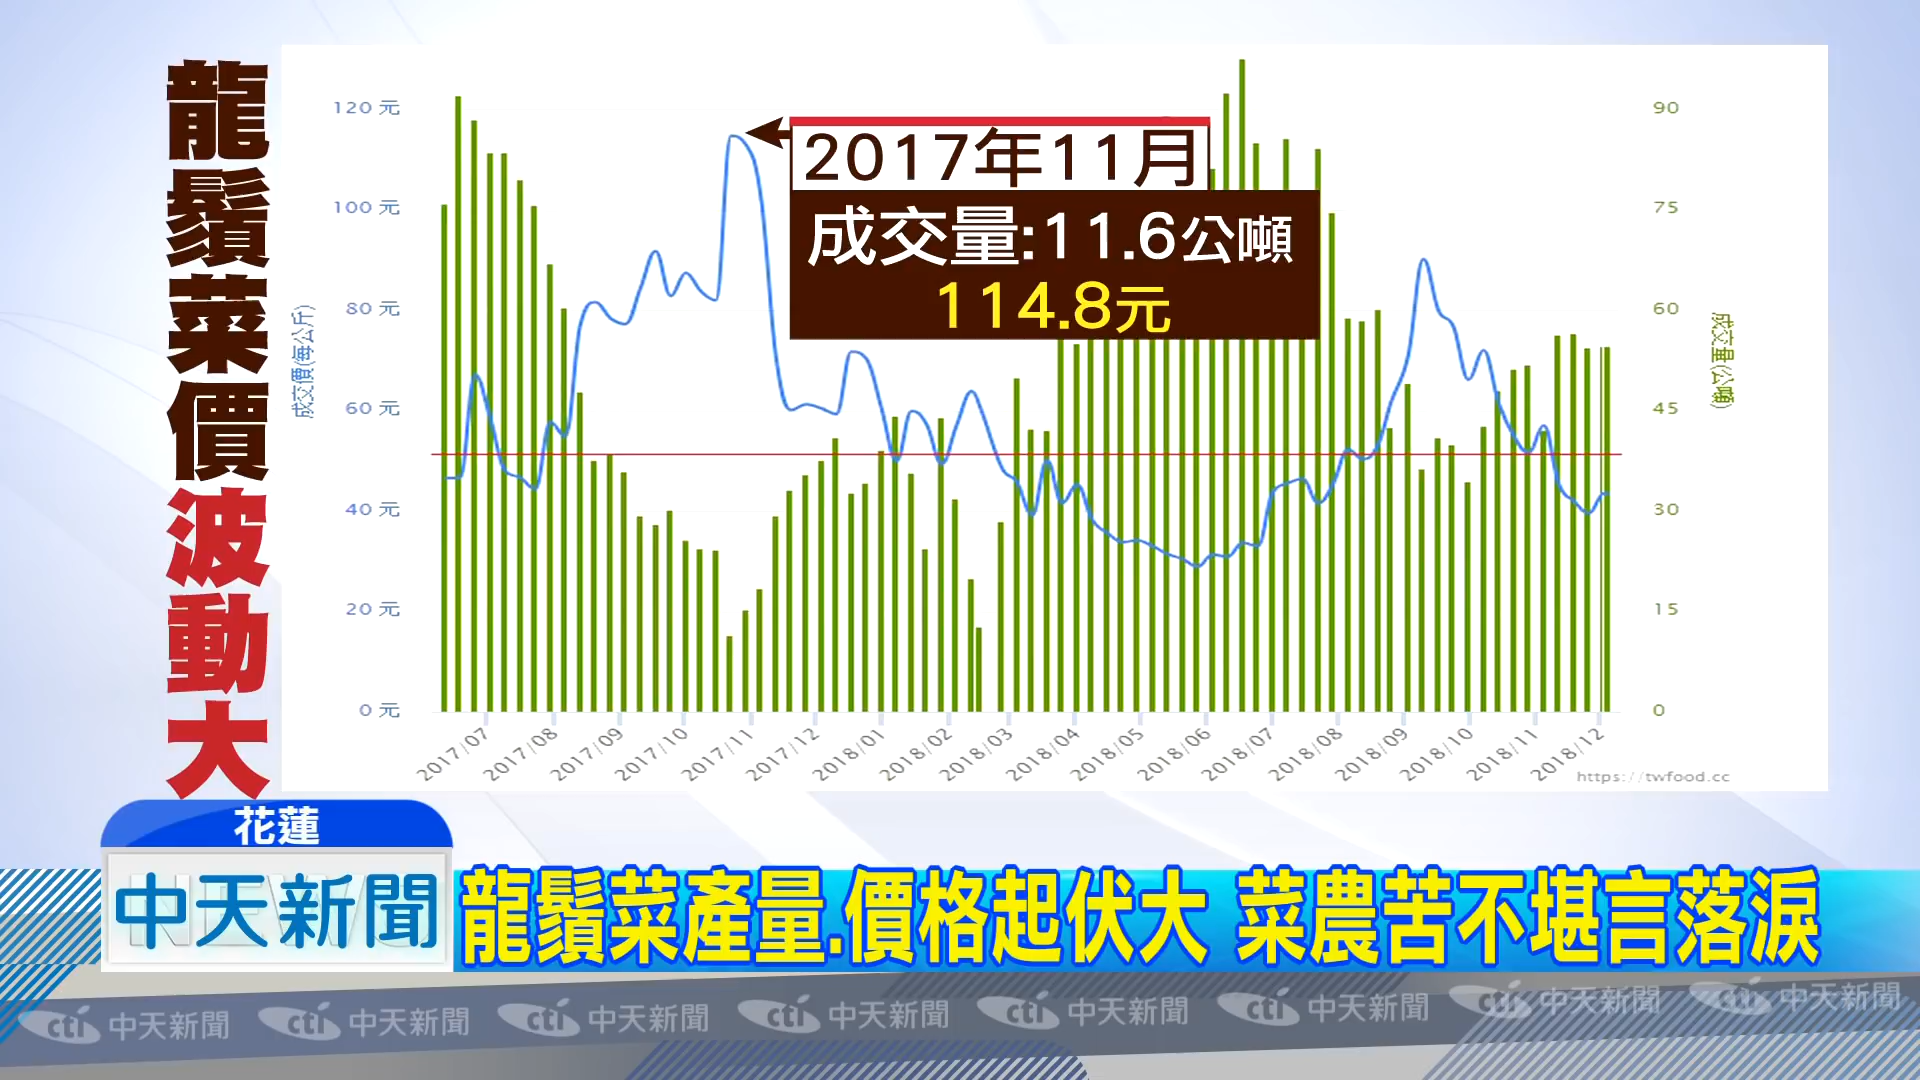 龍鬚菜價波動大
120 元
100 元
80 元
60 元
40 元
20 元
0 元
成交價(每公斤)
2017年11月
成交量:11.6公噸
114.8元
90
75
60
45
30
15
0
成交量(公噸)
2017/07
2017/08
2017/09
2017/10
2017/11
2017/12
2018/01
2018/02
2018/03
2018/04
2018/05
2018/06
2018/07
2018/08
2018/09
2018/10
2018/11
2018/12
https://twfood.cc
花蓮
NEWS
中天新聞
龍鬚菜產量.價格起伏大 菜農苦不堪言落淚
cti 中天新聞 cti 中天新聞 cti 中天新聞 cti 中天新聞 cti 中天新聞 cti 中天新聞 cti 中天新聞 cti 中天新聞